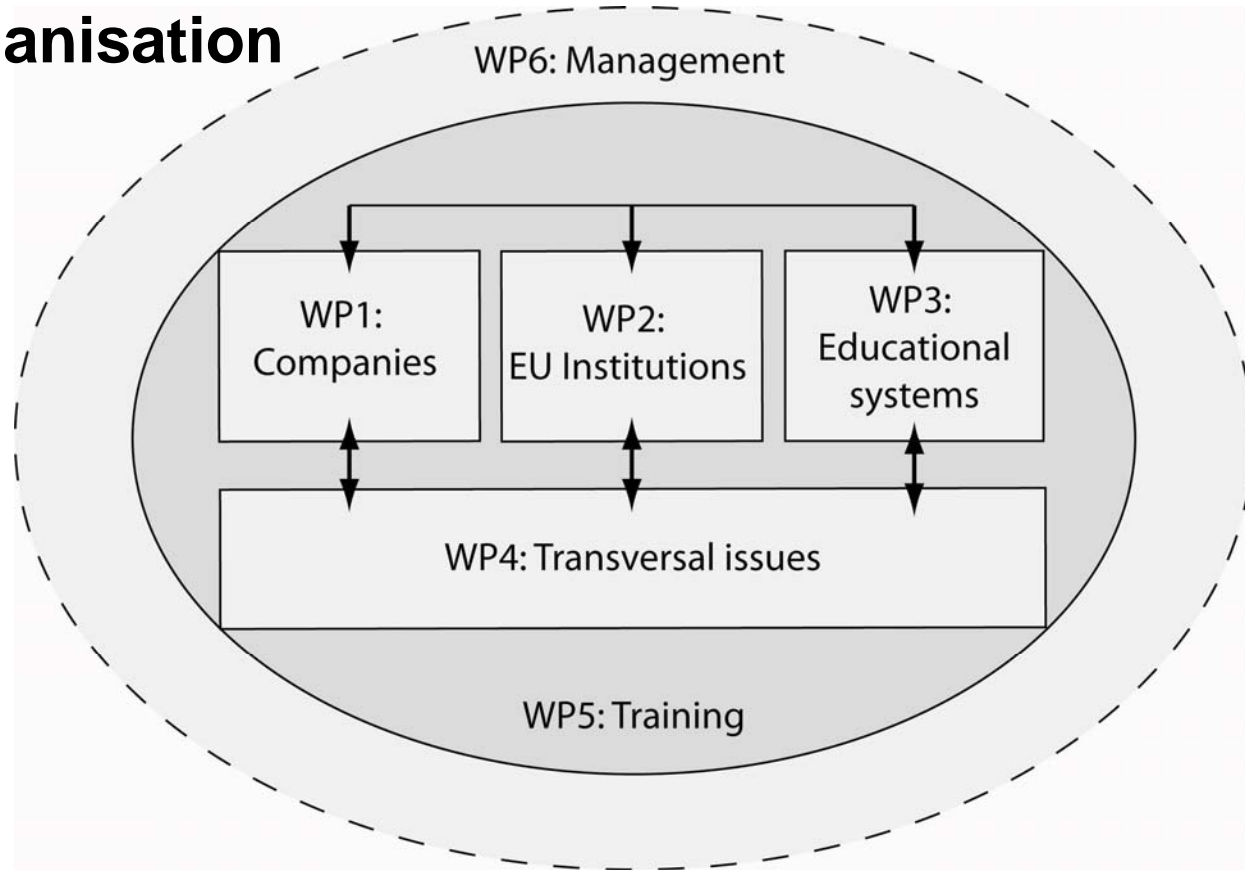 anisation
WP6: Management
WP1:
Companies
WP2:
EU Institutions
WP3:
Educational
systems
WP4: Transversal issues
WP5: Training